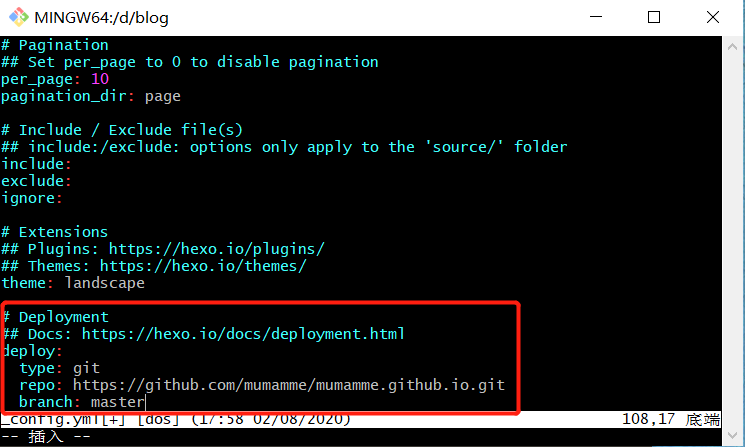 MINGW64:/d/blog
# Pagination
## Set per_page to 0 to disable pagination
per_page: 10
pagination_dir: page
# Include / Exclude file(s)
## include:/exclude: options only apply to the 'source/' folder
include:
exclude:
ignore:
# Extensions
## Plugins: https://hexo.io/plugins/
## Themes: https://hexo.io/themes/
theme: landscape
# Deployment
## Docs: https://hexo.io/docs/deployment.html
deploy:
  type: git
  repo: https://github.com/mumamme/mumamme.github.io.git
  branch: master
_config.yml[+] [dos] (17:58 02/08/2020) 108,17 底端
-- 插入 --